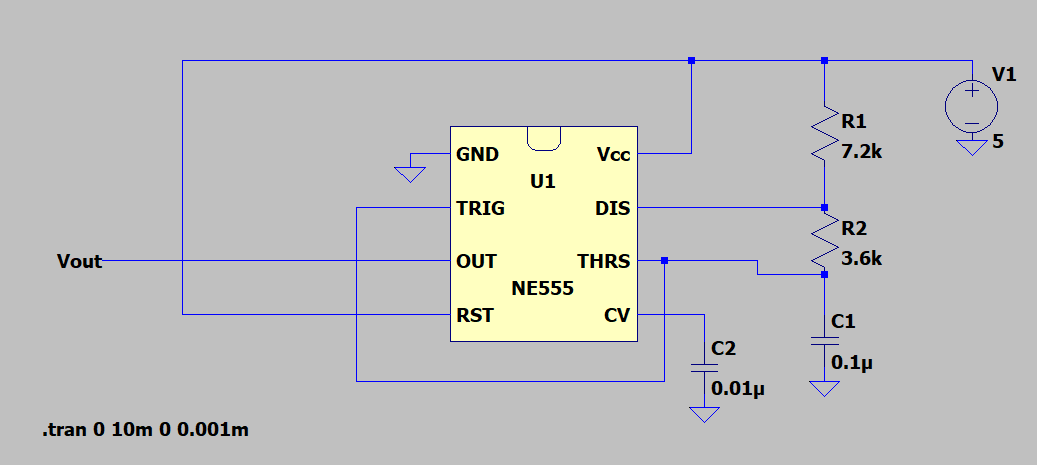 V1
5
R1
7.2k
GND
Vcc
U1
TRIG
DIS
R2
3.6k
Vout
OUT
THRS
NE555
RST
CV
C1
0.1µ
C2
0.01µ
.tran 0 10m 0 0.001m